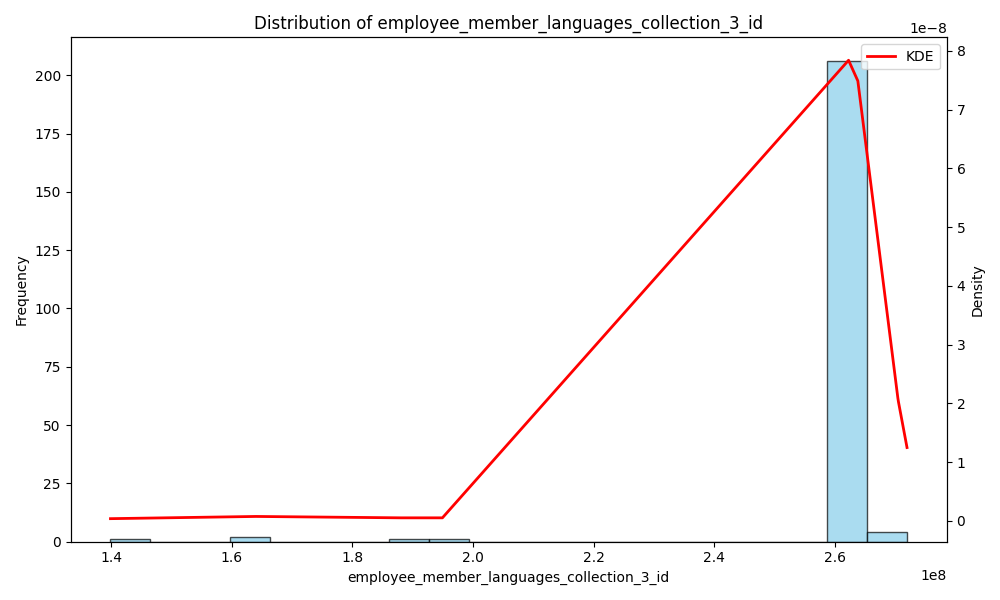 Distribution of employee_member_languages_collection_3_id
1e−8
KDE
Frequency
200
175
150
125
100
75
50
25
0
8
7
6
5
4
3
2
1
0
Density
1.4 1.6 1.8 2.0 2.2 2.4 2.6
employee_member_languages_collection_3_id
1e8